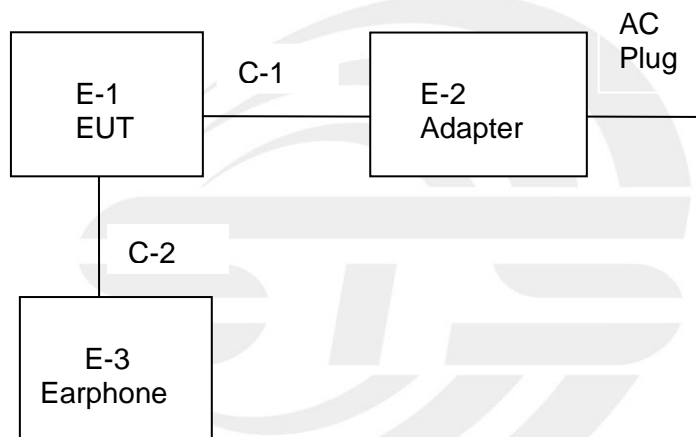 AC
Plug
C-1
E-1
EUT
E-2
Adapter
C-2
E-3
Earphone